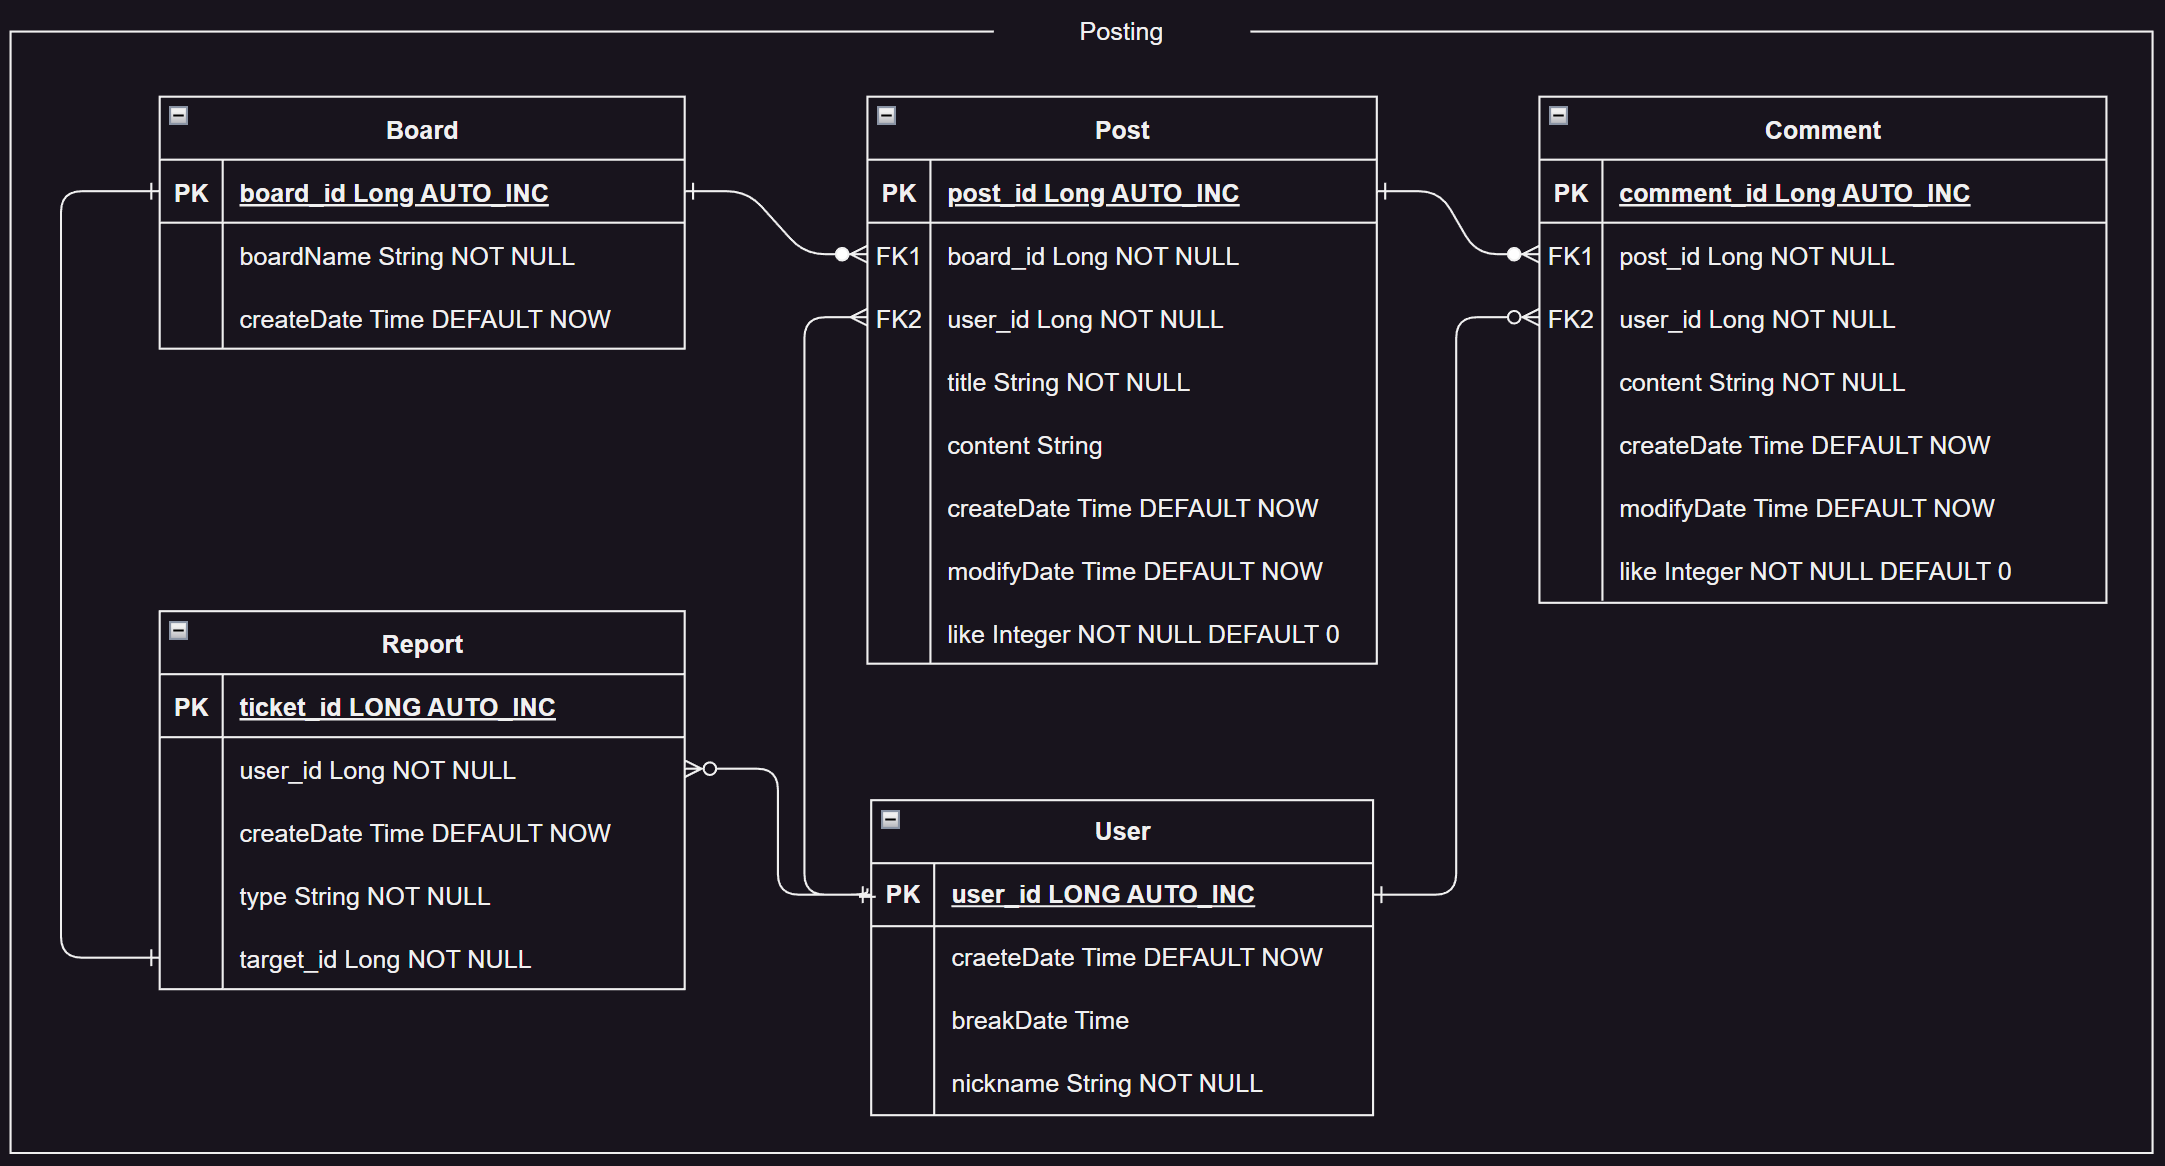 Posting
Board
PK board_id Long AUTO_INC
boardName String NOT NULL
createDate Time DEFAULT NOW
Post
PK post_id Long AUTO_INC
FK1 board_id Long NOT NULL
FK2 user_id Long NOT NULL
title String NOT NULL
content String
createDate Time DEFAULT NOW
modifyDate Time DEFAULT NOW
like Integer NOT NULL DEFAULT 0
Comment
PK comment_id Long AUTO_INC
FK1 post_id Long NOT NULL
FK2 user_id Long NOT NULL
content String NOT NULL
createDate Time DEFAULT NOW
modifyDate Time DEFAULT NOW
like Integer NOT NULL DEFAULT 0
Report
PK ticket_id LONG AUTO_INC
user_id Long NOT NULL
createDate Time DEFAULT NOW
type String NOT NULL
target_id Long NOT NULL
User
PK user_id LONG AUTO_INC
craeteDate Time DEFAULT NOW
breakDate Time
nickname String NOT NULL